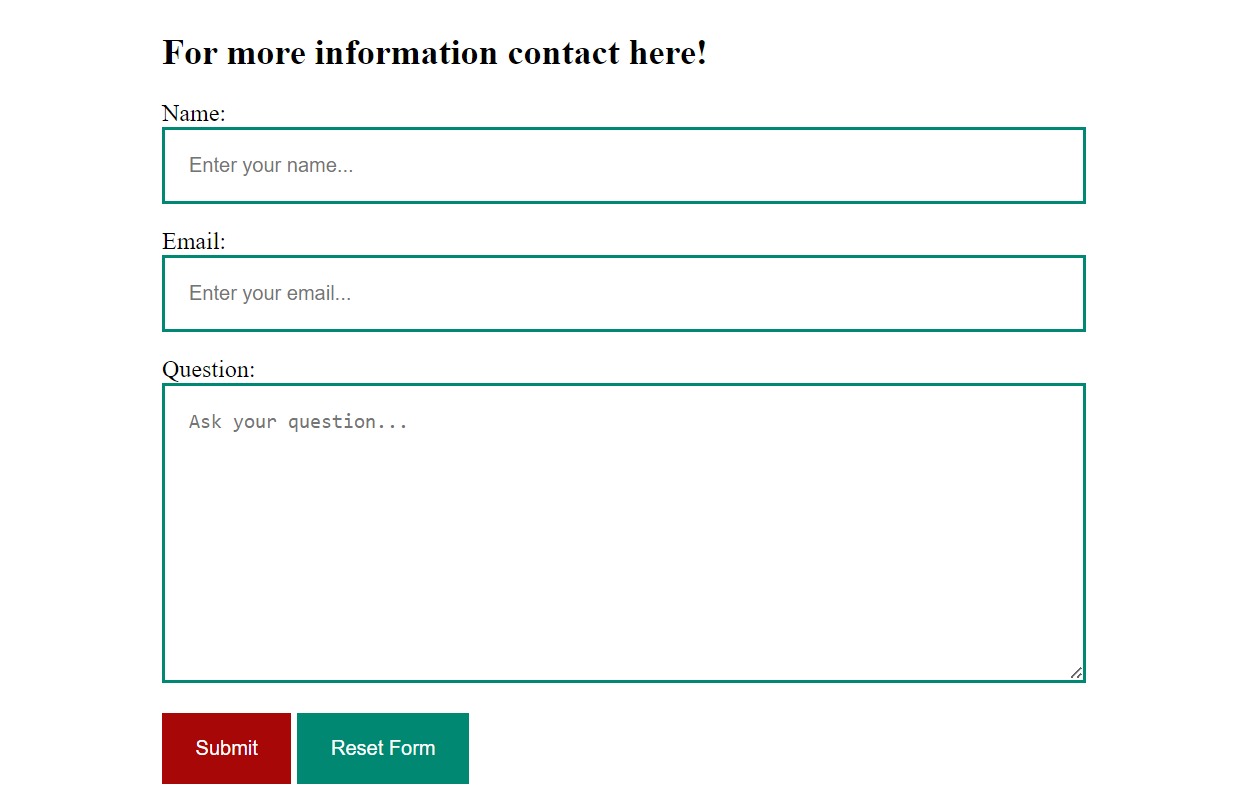 For more information contact here!
Name:
Enter your name...
Email:
Enter your email...
Question:
Ask your question...
Submit Reset Form